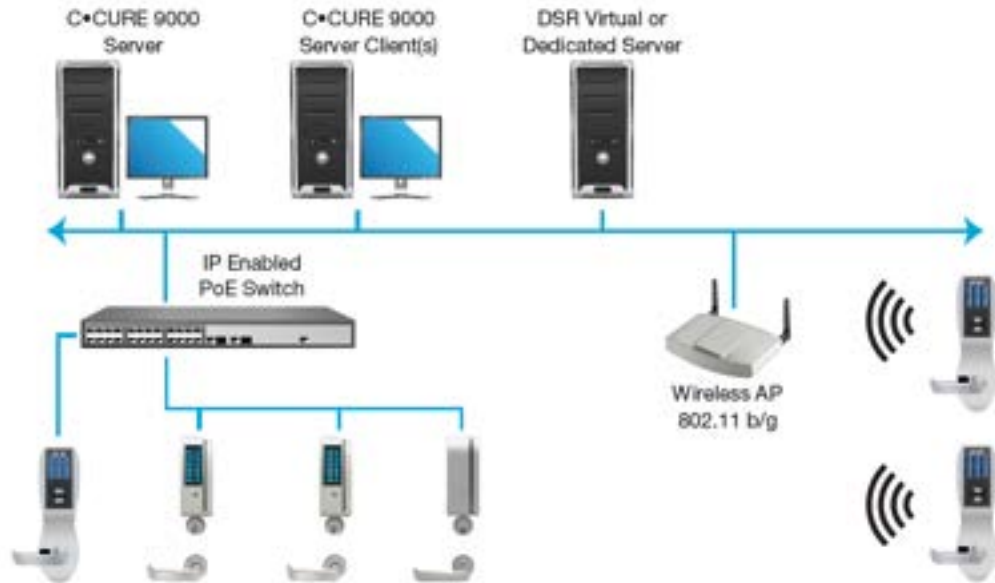 C•CURE 9000
Server
C•CURE 9000
Server Client(s)
DSR Virtual or
Dedicated Server
IP Enabled
PoE Switch
Wireless AP
802.11 b/g